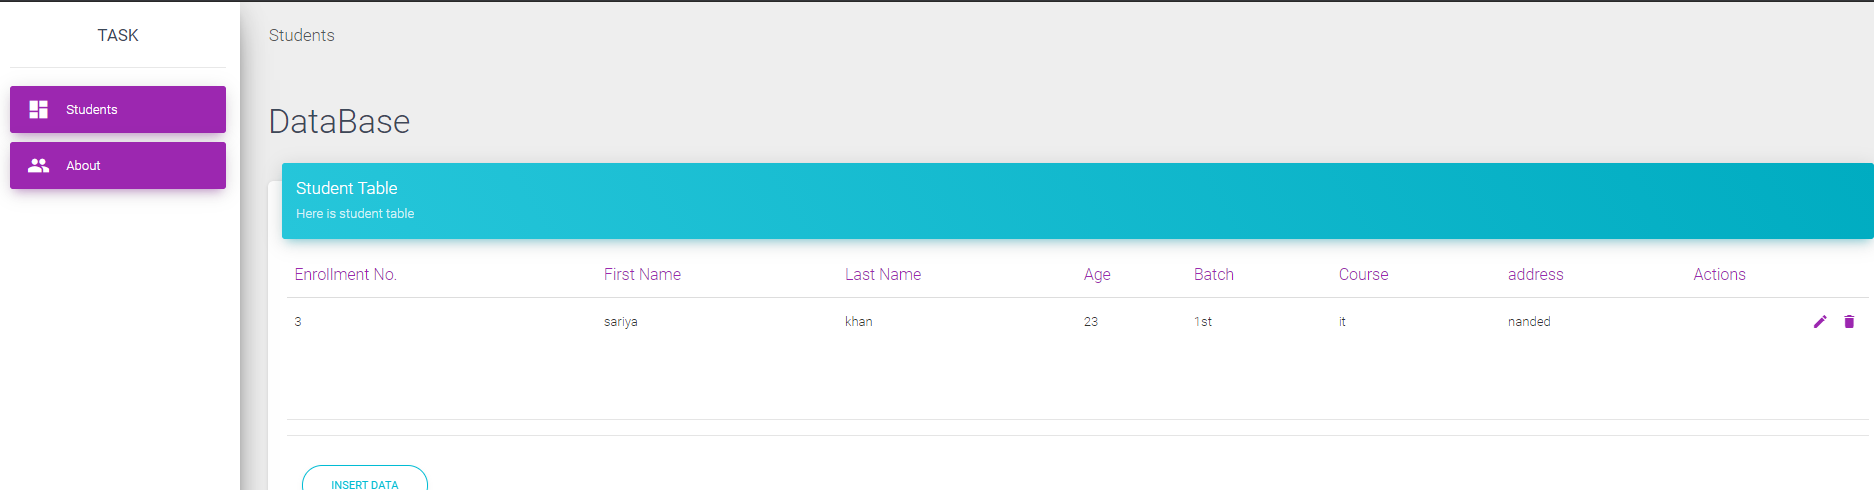 TASK
Students
About
Students
DataBase
Student Table
Here is student table
Enrollment No. First Name Last Name Age Batch Course address Actions
3 sariya khan 23 1st it nanded
INSERT DATA